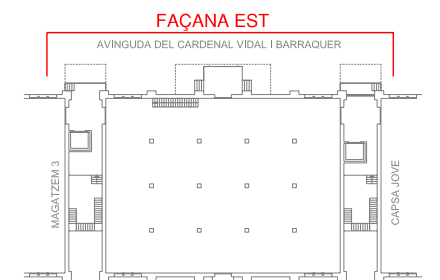 FAÇANA EST
AVINGUDA DEL CARDENAL VIDAL I BARRAQUER
MAGATZEM 3
CAPSA JOVE